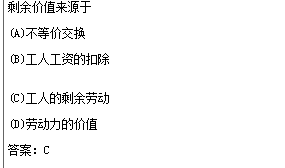 剩余价值来源于
(A)不等价交换
(B)工人工资的扣除
(C)工人的剩余劳动
(D)劳动力的价值
答案：C